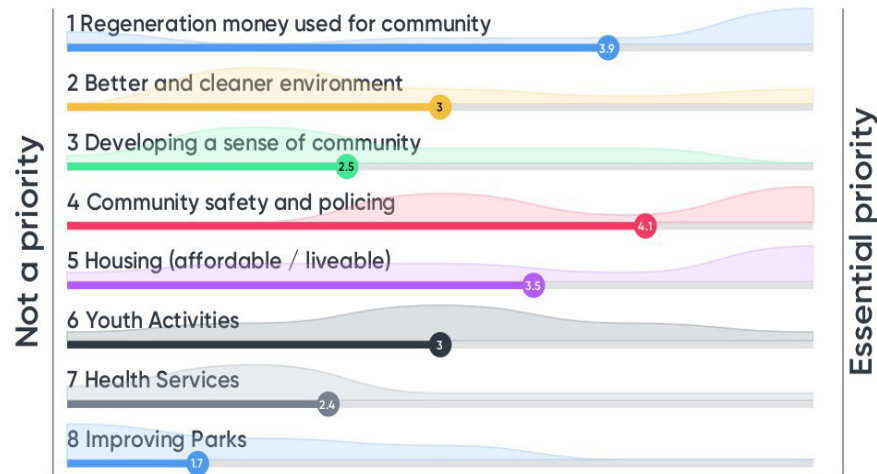 1 Regeneration money used for community
3.9
2 Better and cleaner environment
3
3 Developing a sense of community
2.5
4 Community safety and policing
4.1
5 Housing (affordable / liveable)
3.5
6 Youth Activities
3
7 Health Services
2.4
8 Improving Parks
1.7
Not a priority
Essential priority